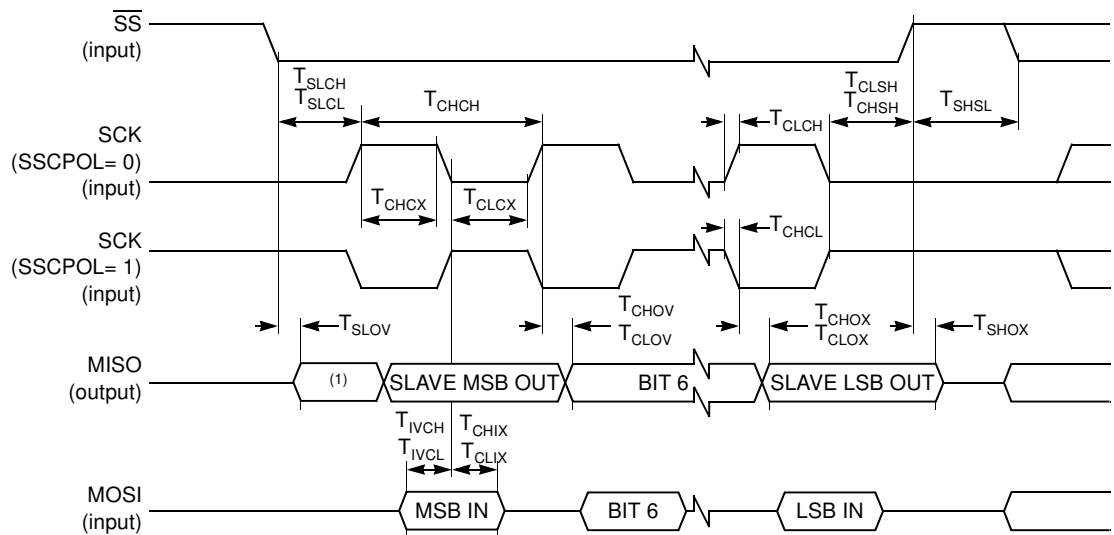 SS
(input)
T_SLCH
T_SLCL
T_CHCH
T_CLCH
T_CLSH
T_CHSH
T_SHSL
SCK
(SSCPOL= 0)
(input)
T_CHCX
T_CLCX
T_CHCL
SCK
(SSCPOL= 1)
(input)
T_SLOV
T_CHOV
T_CLOV
T_CHOX
T_CLOX
T_SHOX
MISO
(output)
(1)
SLAVE MSB OUT
BIT 6
SLAVE LSB OUT
T_IVCH
T_IVCL
T_CHIX
T_CLIX
MOSI
(input)
MSB IN
BIT 6
LSB IN